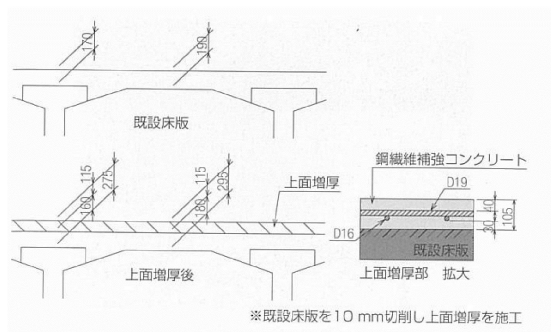 170
190
既設床版
115
275
160
115
295
180
上面増厚
上面増厚後
鋼繊維補強コンクリート
D19
40
105
30
D16
既設床版
上面増厚部 拡大
※既設床版を10 mm切削し上面増厚を施工